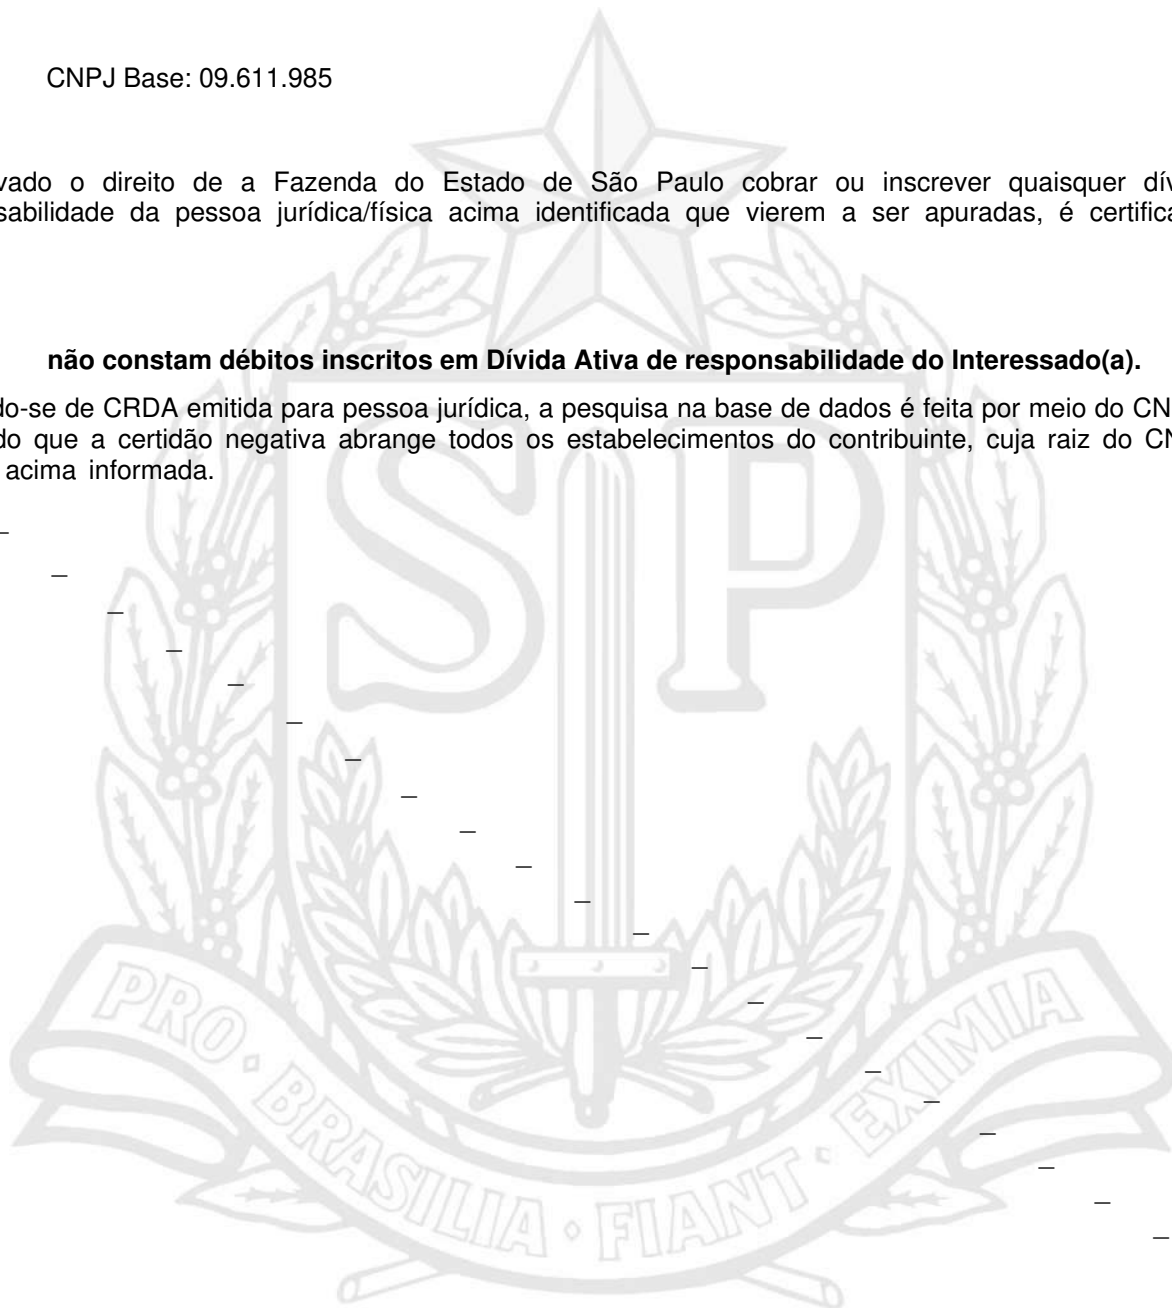 CNPJ Base: 09.611.985
vado o direito de a Fazenda do Estado de São Paulo cobrar ou inscrever quaisquer dív
sabilidade da pessoa jurídica/física acima identificada que vierem a ser apuradas, é certifica
não constam débitos inscritos em Dívida Ativa de responsabilidade do Interessado(a).
do-se de CRDA emitida para pessoa jurídica, a pesquisa na base de dados é feita por meio do CN
do que a certidão negativa abrange todos os estabelecimentos do contribuinte, cuja raiz do CN
acima informada.
SP
PRO · BRASILIA · FIANT · EXIMIA